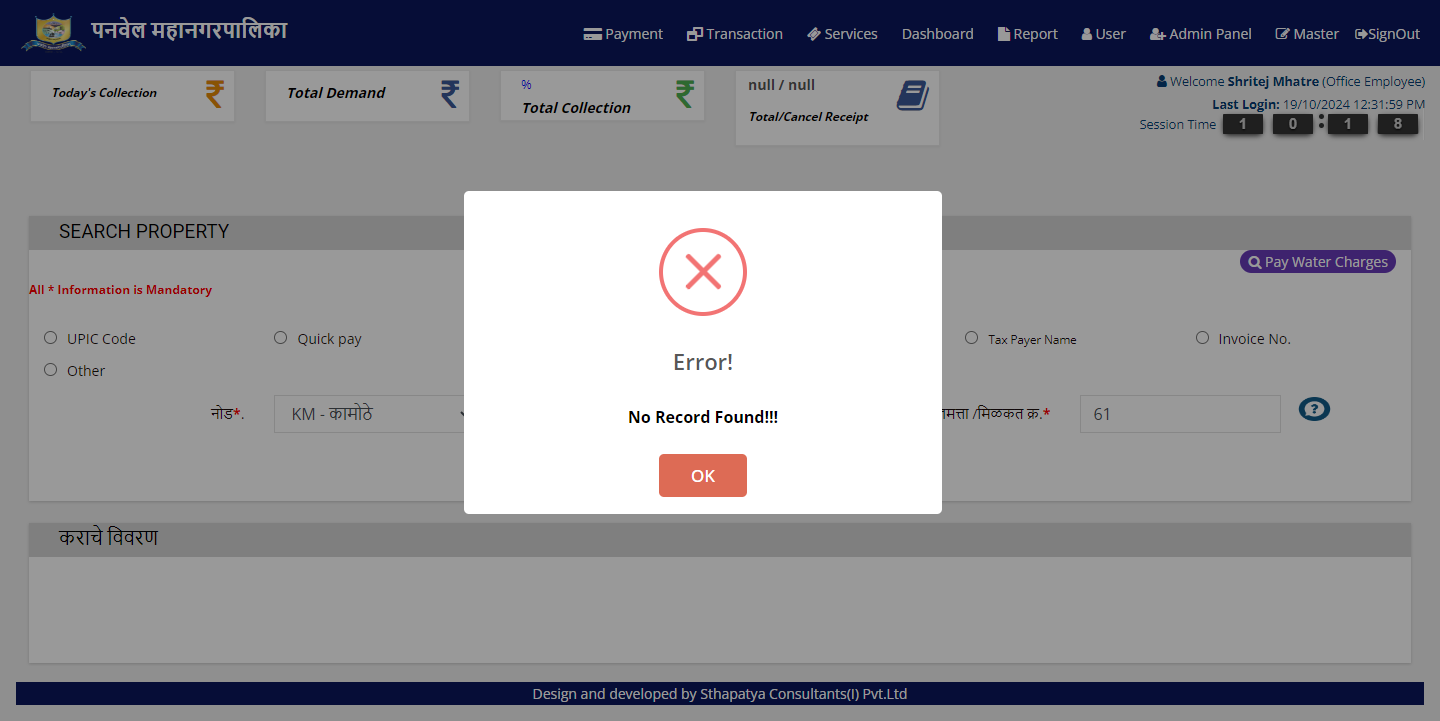 पनवेल महानगरपालिका
Payment Transaction Services Dashboard Report User Admin Panel Master SignOut
Today's Collection
Total Demand
%
Total Collection
null / null
Total/Cancel Receipt
Welcome Shritej Mhatre (Office Employee)
Last Login: 19/10/2024 12:31:59 PM
Session Time 1 0 : 1 8
SEARCH PROPERTY
Pay Water Charges
All * Information is Mandatory
UPIC Code Quick pay Tax Payer Name Invoice No.
Other
नोड*. KM - कामोठे /मिळकत क्र.* 61
Error!
No Record Found!!!
OK
कराचे विवरण
Design and developed by Sthapatya Consultants(I) Pvt.Ltd